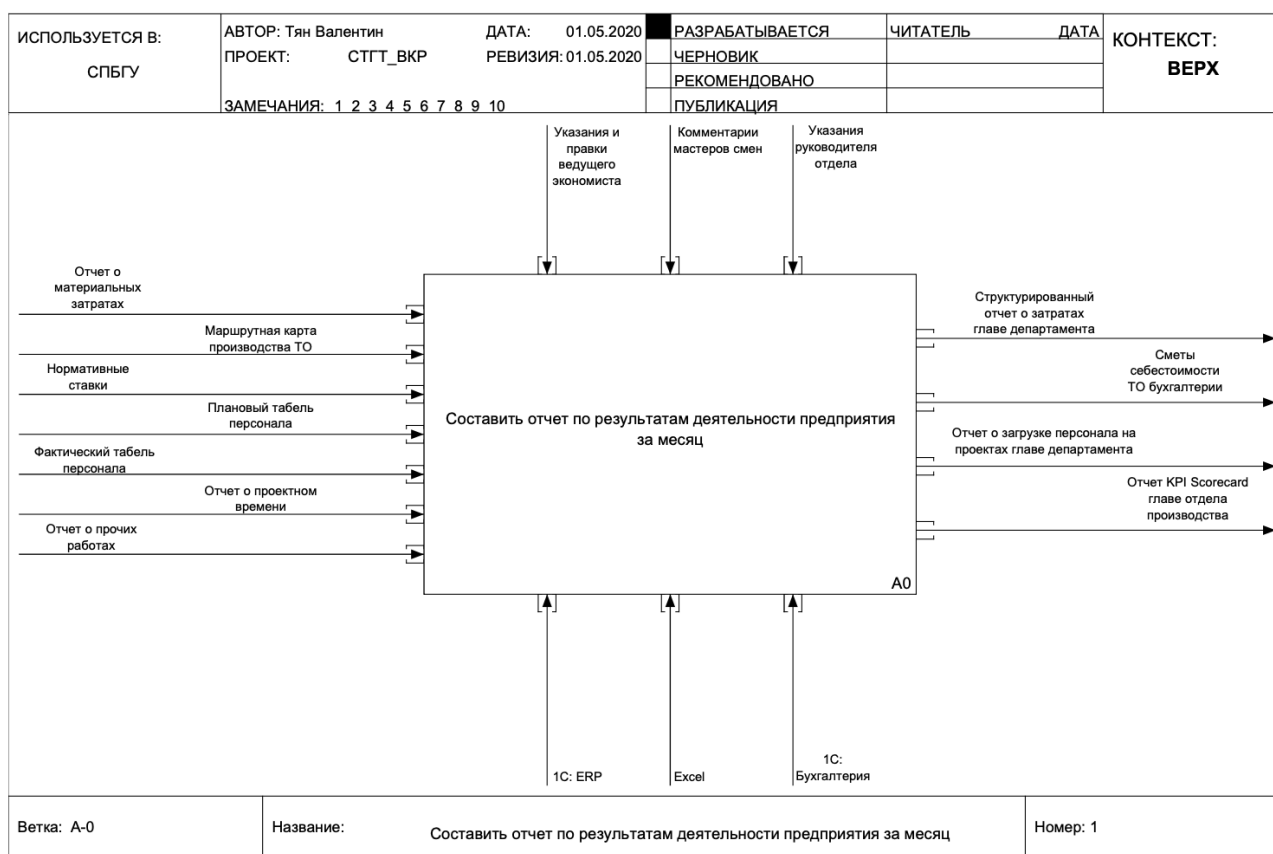 ИСПОЛЬЗУЕТСЯ В:
СПБГУ
АВТОР: Тян Валентин
ДАТА: 01.05.2020
ПРОЕКТ: СТГТ_ВКР
РЕВИЗИЯ: 01.05.2020
ЗАМЕЧАНИЯ: 1 2 3 4 5 6 7 8 9 10
РАЗРАБАТЫВАЕТСЯ
ЧЕРНОВИК
РЕКОМЕНДОВАНО
ПУБЛИКАЦИЯ
ЧИТАТЕЛЬ
ДАТА
КОНТЕКСТ:
ВЕРХ
Указания и
правки
ведущего
экономиста
Комментарии
мастеров смен
Указания
руководителя
отдела
Отчет о
материальных
затратах
Маршрутная карта
производства ТО
Нормативные
ставки
Плановый табель
персонала
Фактический табель
персонала
Отчет о проектном
времени
Отчет о прочих
работах
Составить отчет по результатам деятельности предприятия
за месяц
A0
Структурированный
отчет о затратах
главе департамента
Сметы
себестоимости
ТО бухгалтерии
Отчет о загрузке персонала на
проектах главе департамента
Отчет KPI Scorecard
главе отдела
производства
1С: ERP
Excel
1С:
Бухгалтерия
Ветка: A-0
Название:
Составить отчет по результатам деятельности предприятия за месяц
Номер: 1